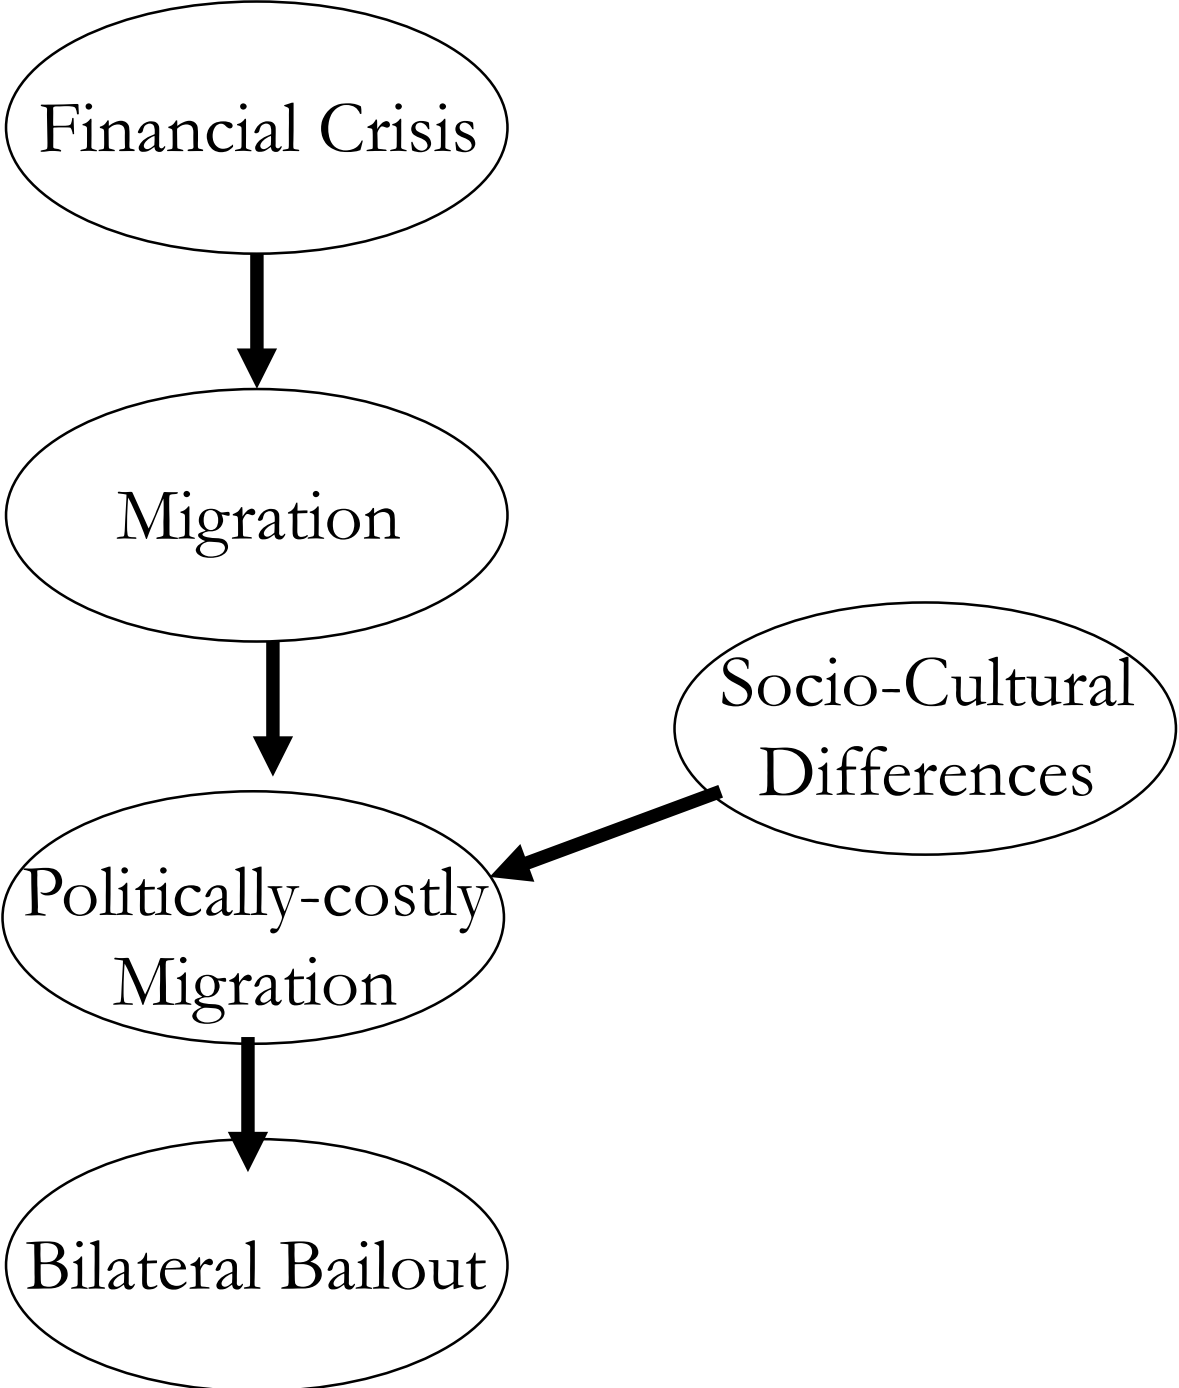 Financial Crisis
Migration
Socio-Cultural
Differences
Politically-costly
Migration
Bilateral Bailout